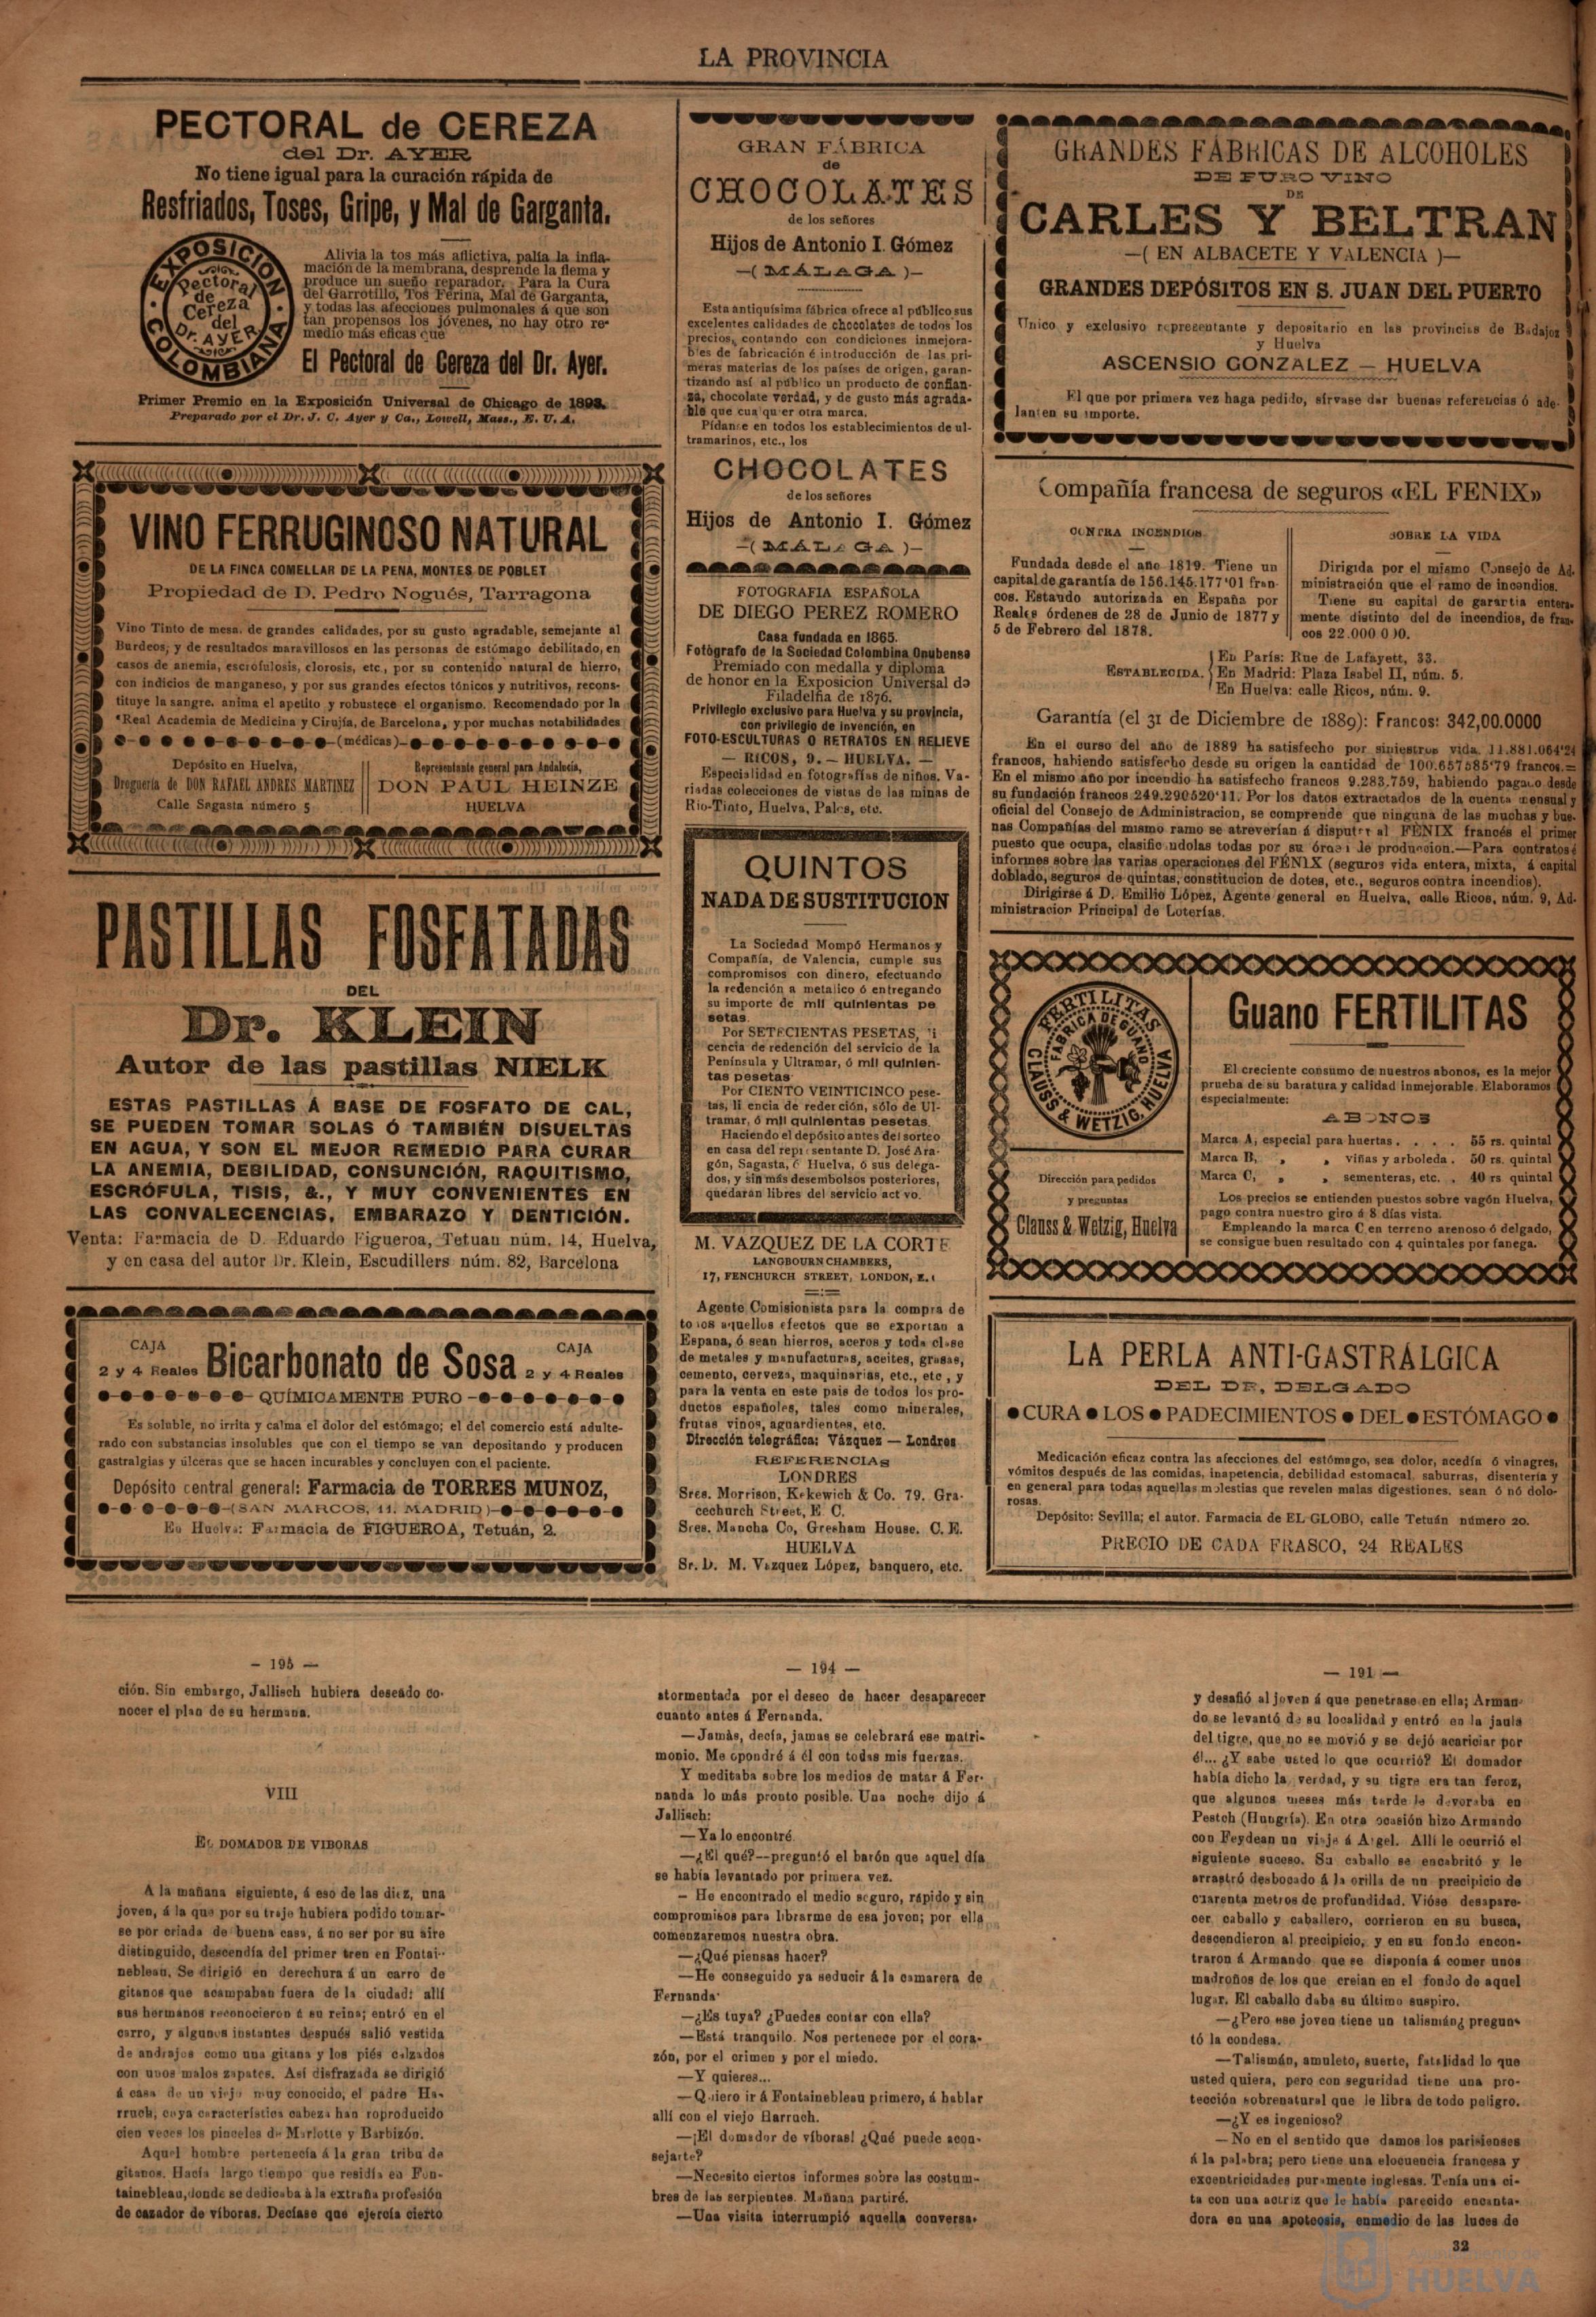 LA PROVINCIA
PECTORAL de CEREZA
del Dr. AYER
No tiene igual para la curación rápida de
Resfriados, Toses, Gripe, y Mal de Garganta.
EXPOSICION COLOMBIANA
Pectoral
de
Cereza
del
Dr. AYER
Alivia la tos más aflictiva, palía la infla-
mación de la membrana, desprende la flema y
produce un sueño reparador. Para la Cura
del Garrotillo, Tos Ferina, Mal de Garganta,
y todas las afecciones pulmonales á que son
tan propensos los jóvenes, no hay otro re-
medio más eficas que
El Pectoral de Cereza del Dr. Ayer.
Primer Premio en la Exposición Universal de Chicago de 1893.
Preparado por el Dr. J. C. Ayer y Ca., Lowell, Mass., E. U. A.
VINO FERRUGINOSO NATURAL
DE LA FINCA COMELLAR DE LA PENA, MONTES DE POBLET
Propiedad de D. Pedro Nogués, Tarragona
Vino Tinto de mesa. de grandes calidades, por su gusto agradable, semejante al
Burdeos; y de resultados maravillosos en las personas de estómago debilitado, en
casos de anemia, escrófulosis, clorosis, etc., por su contenido natural de hierro,
con indicios de manganeso, y por sus grandes efectos tónicos y nutritivos, recons-
tituye la sangre. anima el apetito y robustece el organismo. Recomendado por la
Real Academia de Medicina y Cirujía, de Barcelona, y por muchas notabilidades
(médicas)
Depósito en Huelva,
Droguería de DON RAFAEL ANDRES MARTINEZ
Calle Sagasta número 5
Representante general para Andalucía,
DON PAUL HEINZE
HUELVA
PASTILLAS FOSFATADAS
DEL
Dr. KLEIN
Autor de las pastillas NIELK
ESTAS PASTILLAS Á BASE DE FOSFATO DE CAL,
SE PUEDEN TOMAR SOLAS Ó TAMBIÉN DISUELTAS
EN AGUA, Y SON EL MEJOR REMEDIO PARA CURAR
LA ANEMIA, DEBILIDAD, CONSUNCIÓN, RAQUITISMO,
ESCRÓFULA, TISIS, &., Y MUY CONVENIENTES EN
LAS CONVALECENCIAS, EMBARAZO Y DENTICIÓN.
Venta: Farmacia de D. Eduardo Figueroa, Tetuan núm. 14, Huelva,
y en casa del autor Dr. Klein, Escudillers núm. 82, Barcelona
CAJA
2 y 4 Reales
Bicarbonato de Sosa
CAJA
2 y 4 Reales
QUÍMICAMENTE PURO
Es soluble, no irrita y calma el dolor del estómago; el del comercio está adulte-
rado con substancias insolubles que con el tiempo se van depositando y producen
gastralgias y úlceras que se hacen incurables y concluyen con el paciente.
Depósito central general: Farmacia de TORRES MUNOZ,
(SAN MARCOS, 11. MADRID)
En Huelva: Farmacia de FIGUEROA, Tetuán, 2.
GRAN FÁBRICA
de
CHOCOLATES
de los señores
Hijos de Antonio I. Gómez
—( MÁLAGA )—
Esta antiquísima fábrica ofrece al público sus
excelentes calidades de chocolates de todos los
precios, contando con condiciones inmejora-
bles de fabricación é introducción de las pri-
meras materias de los países de origen, garan-
tizando así al público un producto de confian-
za, chocolate verdad, y de gusto más agrada-
ble que cualquier otra marca.
Pídanse en todos los establecimientos de ul-
tramarinos, etc., los
CHOCOLATES
de los señores
Hijos de Antonio I. Gómez
—( MÁLAGA )—
FOTOGRAFIA ESPAÑOLA
DE DIEGO PEREZ ROMERO
Casa fundada en 1865.
Fotógrafo de la Sociedad Colombina Onubense
Premiado con medalla y diploma
de honor en la Exposicion Universal de
Filadelfia de 1876.
Privilegio exclusivo para Huelva y su provincia,
con privilegio de invención, en
FOTO-ESCULTURAS Ó RETRATOS EN RELIEVE
— RICOS, 9. — HUELVA. —
Especialidad en fotografías de niños. Va-
riadas colecciones de vistas de las minas de
Rio-Tinto, Huelva, Palos, etc.
QUINTOS
NADA DE SUSTITUCION
La Sociedad Mompó Hermanos y
Compañía, de Valencia, cumple sus
compromisos con dinero, efectuando
la redención a metalico ó entregando
su importe de mil quinientas pe
setas.
Por SETECIENTAS PESETAS, li
cencia de redención del servicio de la
Península y Ultramar, ó mil quinien-
tas pesetas
Por CIENTO VEINTICINCO pese-
tas, li encia de redención, sólo de Ul-
tramar, ó mil quinientas pesetas.
Haciendo el depósito antes del sorteo
en casa del representante D. José Ara-
gón, Sagasta, 6 Huelva, ó sus delega-
dos, y sin más desembolsos posteriores,
quedarán libres del servicio activo.
M. VAZQUEZ DE LA CORTE
LANGBOURN CHAMBERS,
17, FENCHURCH STREET, LONDON, E. C
Agente Comisionista para la compra de
todos aquellos efectos que se exportan a
Espana, ó sean hierros, aceros y toda clase
de metales y manufacturas, aceites, grasas,
cemento, cerveza, maquinarias, etc., etc, y
para la venta en este pais de todos los pro-
ductos españoles, tales como minerales,
frutas vinos, aguardientes, etc.
Dirección telegráfica: Vázquez — Londres
REFERENCIAS
LONDRES
Sres. Morrison, Kekewich & Co. 79. Gra-
cechurch Street, E. C.
Sres. Mancha Co, Gresham House. C. E.
HUELVA
Sr. D. M. Vazquez López, banquero, etc.
GRANDES FÁBRICAS DE ALCOHOLES
DE PURO VINO
DE
CARLES Y BELTRAN
—( EN ALBACETE Y VALENCIA )—
GRANDES DEPÓSITOS EN S. JUAN DEL PUERTO
Unico y exclusivo representante y depositario en las provincias de Badajoz
y Huelva
ASCENSIO GONZALEZ — HUELVA
El que por primera vez haga pedido, sírvase dar buenas referencias ó ade-
lanten su importe.
Compañía francesa de seguros «EL FENIX»
CONTRA INCENDIOS
Fundada desde el año 1819. Tiene un
capital de garantía de 156.145.177'01 fran-
cos. Estando autorizada en España por
Reales órdenes de 28 de Junio de 1877 y
5 de Febrero del 1878.
SOBRE LA VIDA
Dirigida por el mismo Consejo de Ad.
ministración que el ramo de incendios.
Tiene su capital de garantia entera-
mente distinto del de incendios, de fran-
cos 22.000 000.
ESTABLECIDA.
En París: Rue de Lafayett, 33.
En Madrid: Plaza Isabel II, núm. 5.
En Huelva: calle Ricos, núm. 9.
Garantía (el 31 de Diciembre de 1889): Francos: 342,00.0000
En el curso del año de 1889 ha satisfecho por siniestros vida. 11.881.064'24
francos, habiendo satisfecho desde su origen la cantidad de 100.657585'79 francos.=
En el mismo año por incendio ha satisfecho francos 9.283.759, habiendo pagado desde
su fundación francos 249.290520'11. Por los datos extractados de la cuenta mensual y
oficial del Consejo de Administracion, se comprende que ninguna de las muchas y bue-
nas Compañías del mismo ramo se atreverían á disputar al FÉNIX francés el primer
puesto que ocupa, clasificandolas todas por su órden de produccion.—Para contratos é
informes sobre las varias operaciones del FÉNIX (seguros vida entera, mixta, á capital
doblado, seguros de quintas, constitucion de dotes, etc., seguros contra incendios).
Dirigirse á D. Emilio López, Agente general en Huelva, calle Ricos, núm. 9, Ad-
ministracion Principal de Loterías.
FERTILITAS
FABRICA DE GUANO
CLAUSS & WETZIG, HUELVA
Dirección para pedidos
y preguntas
Clauss & Wetzig, Huelva
Guano FERTILITAS
El creciente consumo de nuestros abonos, es la mejor
prueba de su baratura y calidad inmejorable. Elaboramos
especialmente:
ABONOS
Marca A, especial para huertas . . . . 55 rs. quintal
Marca B, „ „ viñas y arboleda . 50 rs. quintal
Marca C, „ „ sementeras, etc. . 40 rs quintal
Los precios se entienden puestos sobre vagón Huelva,
pago contra nuestro giro á 8 días vista.
Empleando la marca C en terreno arenoso ó delgado,
se consigue buen resultado con 4 quintales por fanega.
LA PERLA ANTI-GASTRÁLGICA
DEL DR. DELGADO
CURA LOS PADECIMIENTOS DEL ESTÓMAGO
Medicación eficaz contra las afecciones del estómago, sea dolor, acedía ó vinagres,
vómitos después de las comidas, inapetencia, debilidad estomacal, saburras, disentería y
en general para todas aquellas molestias que revelen malas digestiones. sean ó nó dolo-
rosas.
Depósito: Sevilla; el autor. Farmacia de EL GLOBO, calle Tetuán número 20.
PRECIO DE CADA FRASCO, 24 REALES
— 195 —
ción. Sin embargo, Jallisch hubiera deseado co-
nocer el plan de su hermana.
VIII
EL DOMADOR DE VIBORAS
A la mañana siguiente, á eso de las diez, una
joven, á la que por su traje hubiera podido tomar-
se por criada de buena casa, á no ser por su aire
distinguido, descendía del primer tren en Fontai-
nebleau. Se dirigió en derechura á un carro de
gitanos que acampaban fuera de la ciudad: allí
sus hermanos reconocieron á su reina; entró en el
carro, y algunos instantes después salió vestida
de andrajos como una gitana y los piés calzados
con unos malos zapatos. Así disfrazada se dirigió
á casa de un viejo muy conocido, el padre Ha-
rruch, cuya característica cabeza han roproducido
cien veces los pinceles de Marlotte y Barbizón.
Aquel hombre pertenecía á la gran tribu de
gitanos. Hacía largo tiempo que residía en Fon-
tainebleau, donde se dedicaba á la extraña profesión
de cazador de víboras. Decíase que ejercía cierto
— 194 —
atormentada por el deseo de hacer desaparecer
cuanto antes á Fernanda.
—Jamás, decía, jamas se celebrará ese matri-
monio. Me opondré á él con todas mis fuerzas.
Y meditaba sobre los medios de matar á Fer-
nanda lo más pronto posible. Una noche dijo á
Jallisch:
—Ya lo encontré.
—¿El qué?--preguntó el barón que aquel día
se había levantado por primera vez.
— He encontrado el medio seguro, rápido y sin
compromisos para librarme de esa joven; por ella
comenzaremos nuestra obra.
—¿Qué piensas hacer?
—He conseguido ya seducir á la camarera de
Fernanda·
—¿Es tuya? ¿Puedes contar con ella?
—Está tranquilo. Nos pertenece por el cora-
zón, por el crimen y por el miedo.
—Y quieres...
—Quiero ir á Fontainebleau primero, á hablar
allí con el viejo Harruch.
—¡El domador de víboras! ¿Qué puede acon-
sejarte?
—Necesito ciertos informes sobre las costum-
bres de las serpientes. Mañana partiré.
—Una visita interrumpió aquella conversa-
— 191 —
y desafió al joven á que penetrase en ella; Arman-
do se levantó de su localidad y entró en la jaula
del tigre, que no se movió y se dejó acariciar por
él... ¿Y sabe usted lo que ocurrió? El domador
había dicho la verdad, y su tigre era tan feroz,
que algunos meses más tarde le devoraba en
Pestch (Hungría). En otra ocasión hizo Armando
con Feydean un viaje á Argel. Allí le ocurrió el
siguiente suceso. Su caballo se encabritó y le
arrastró desbocado á la orilla de un precipicio de
cuarenta metros de profundidad. Vióse desapare-
cer caballo y caballero, corrieron en su busca,
descendieron al precipicio, y en su fondo encon-
traron á Armando que se disponía á comer unos
madroños de los que creian en el fondo de aquel
lugar. El caballo daba su último suspiro.
—¿Pero ese joven tiene un talismán¿ pregun-
tó la condesa.
—Talismán, amuleto, suerte, fatalidad lo que
usted quiera, pero con seguridad tiene una pro-
tección sobrenatural que le libra de todo peligro.
—¿Y es ingenioso?
—No en el sentido que damos los parisienses
á la palabra; pero tiene una elocuencia francesa y
excentricidades puramente inglesas. Tenía una ci-
ta con una actriz que le había parecido encanta-
dora en una apoteosis, enmedio de las luces de
32
Ayuntamiento de
HUELVA